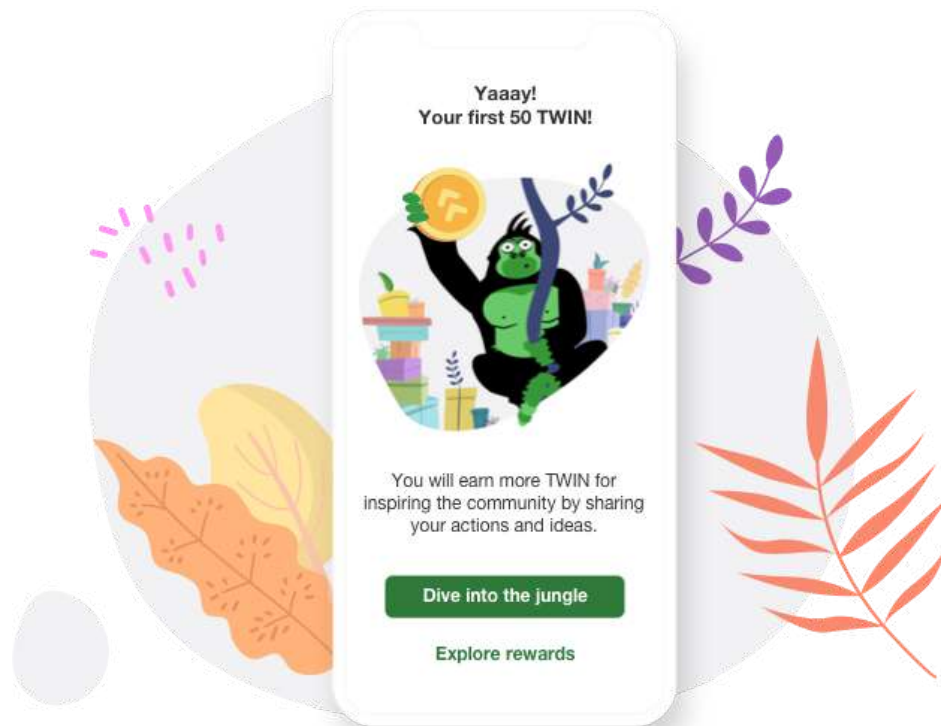 Yaaay!
Your first 50 TWIN!
You will earn more TWIN for
inspiring the community by sharing
your actions and ideas.
Dive into the jungle
Explore rewards